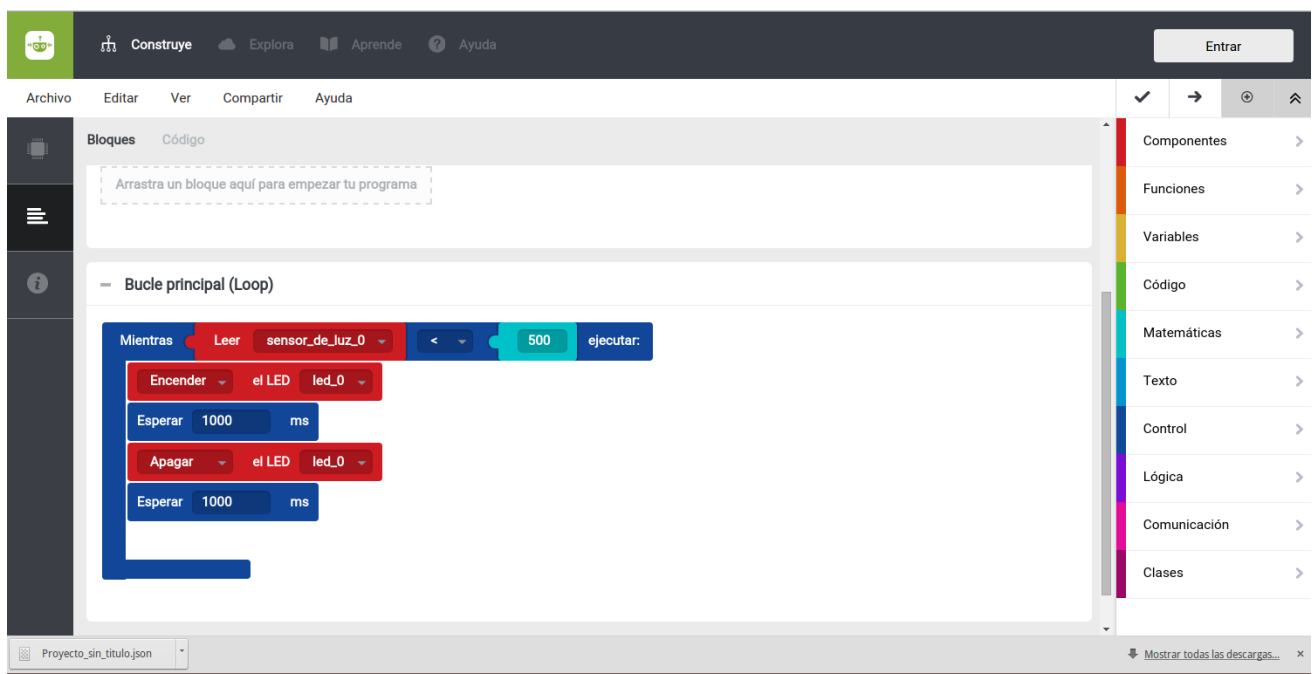 Construye Explora Aprende Ayuda Entrar
Archivo Editar Ver Compartir Ayuda
Bloques Código
Arrastra un bloque aquí para empezar tu programa
Bucle principal (Loop)
Mientras Leer sensor_de_luz_0 < 500 ejecutar:
Encender el LED led_0
Esperar 1000 ms
Apagar el LED led_0
Esperar 1000 ms
Componentes
Funciones
Variables
Código
Matemáticas
Texto
Control
Lógica
Comunicación
Clases
Proyecto_sin_titulo.json Mostrar todas las descargas...